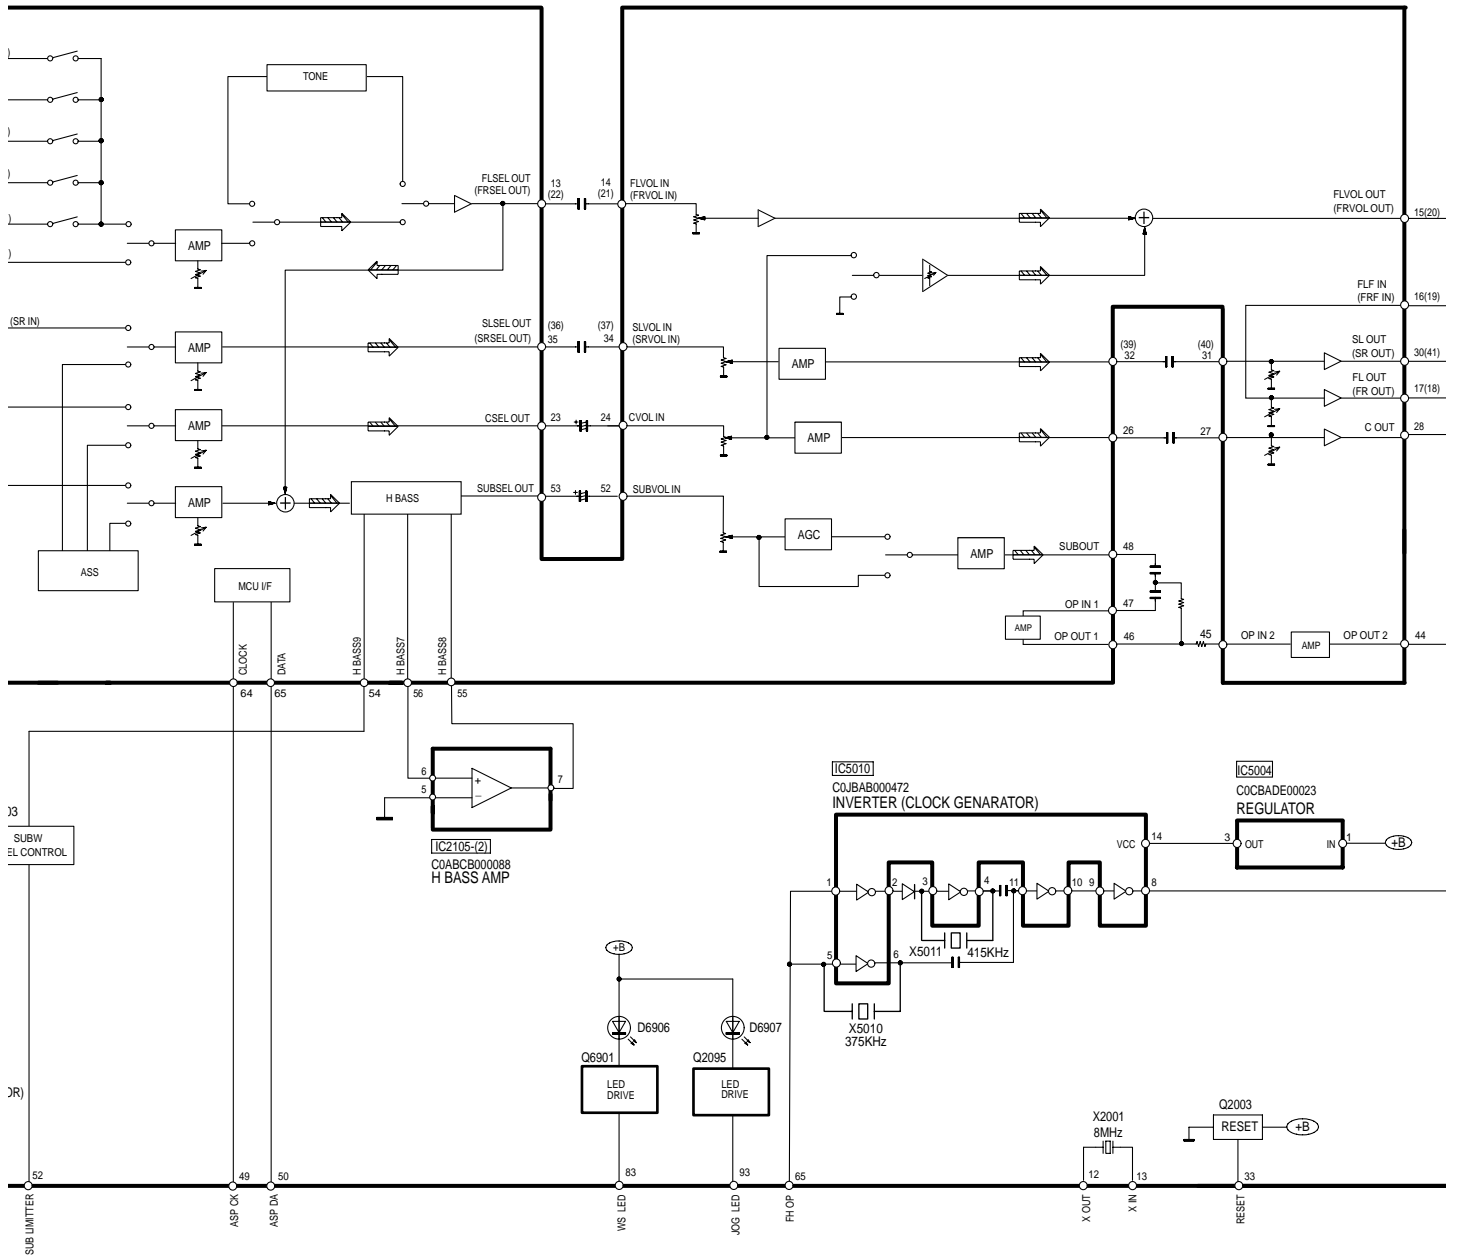 )
TONE
)
)
)
FLSEL OUT
(FRSEL OUT)
13
(22)
14
(21)
FLVOL IN
(FRVOL IN)
FLVOL OUT
(FRVOL OUT)
15(20)
AMP
)
FLF IN
(FRF IN)
16(19)
(SR IN)
SLSEL OUT
(SRSEL OUT)
(36)
35
(37)
34
SLVOL IN
(SRVOL IN)
AMP
AMP
(39)
32
(40)
31
SL OUT
(SR OUT)
30(41)
FL OUT
(FR OUT)
17(18)
AMP
CSEL OUT
23
+
24
CVOL IN
AMP
26
27
C OUT
28
AMP
H BASS
SUBSEL OUT
53
+
52
SUBVOL IN
AGC
AMP
SUBOUT
48
ASS
MCU I/F
OP IN 1
47
AMP
OP OUT 1
46
45
OP IN 2
AMP
OP OUT 2
44
CLOCK
DATA
H BASS9
H BASS7
H BASS8
64
65
54
56
55
6
5
+
−
7
IC2105-(2)
C0ABCB000088
H BASS AMP
03
SUBW
EL CONTROL
IC5010
C0JBAB000472
INVERTER (CLOCK GENARATOR)
VCC
14
1
2
3
4
11
10
9
8
X5011
415KHz
5
6
X5010
375KHz
IC5004
C0CBADE00023
REGULATOR
3
OUT
IN
1
+B
+B
D6906
D6907
Q6901
LED
DRIVE
Q2095
LED
DRIVE
OR)
X2001
8MHz
Q2003
RESET
+B
52
49
50
83
93
65
12
13
33
SUB LIMITTER
ASP CK
ASP DA
WS LED
JOG LED
FH OP
X OUT
X IN
RESET